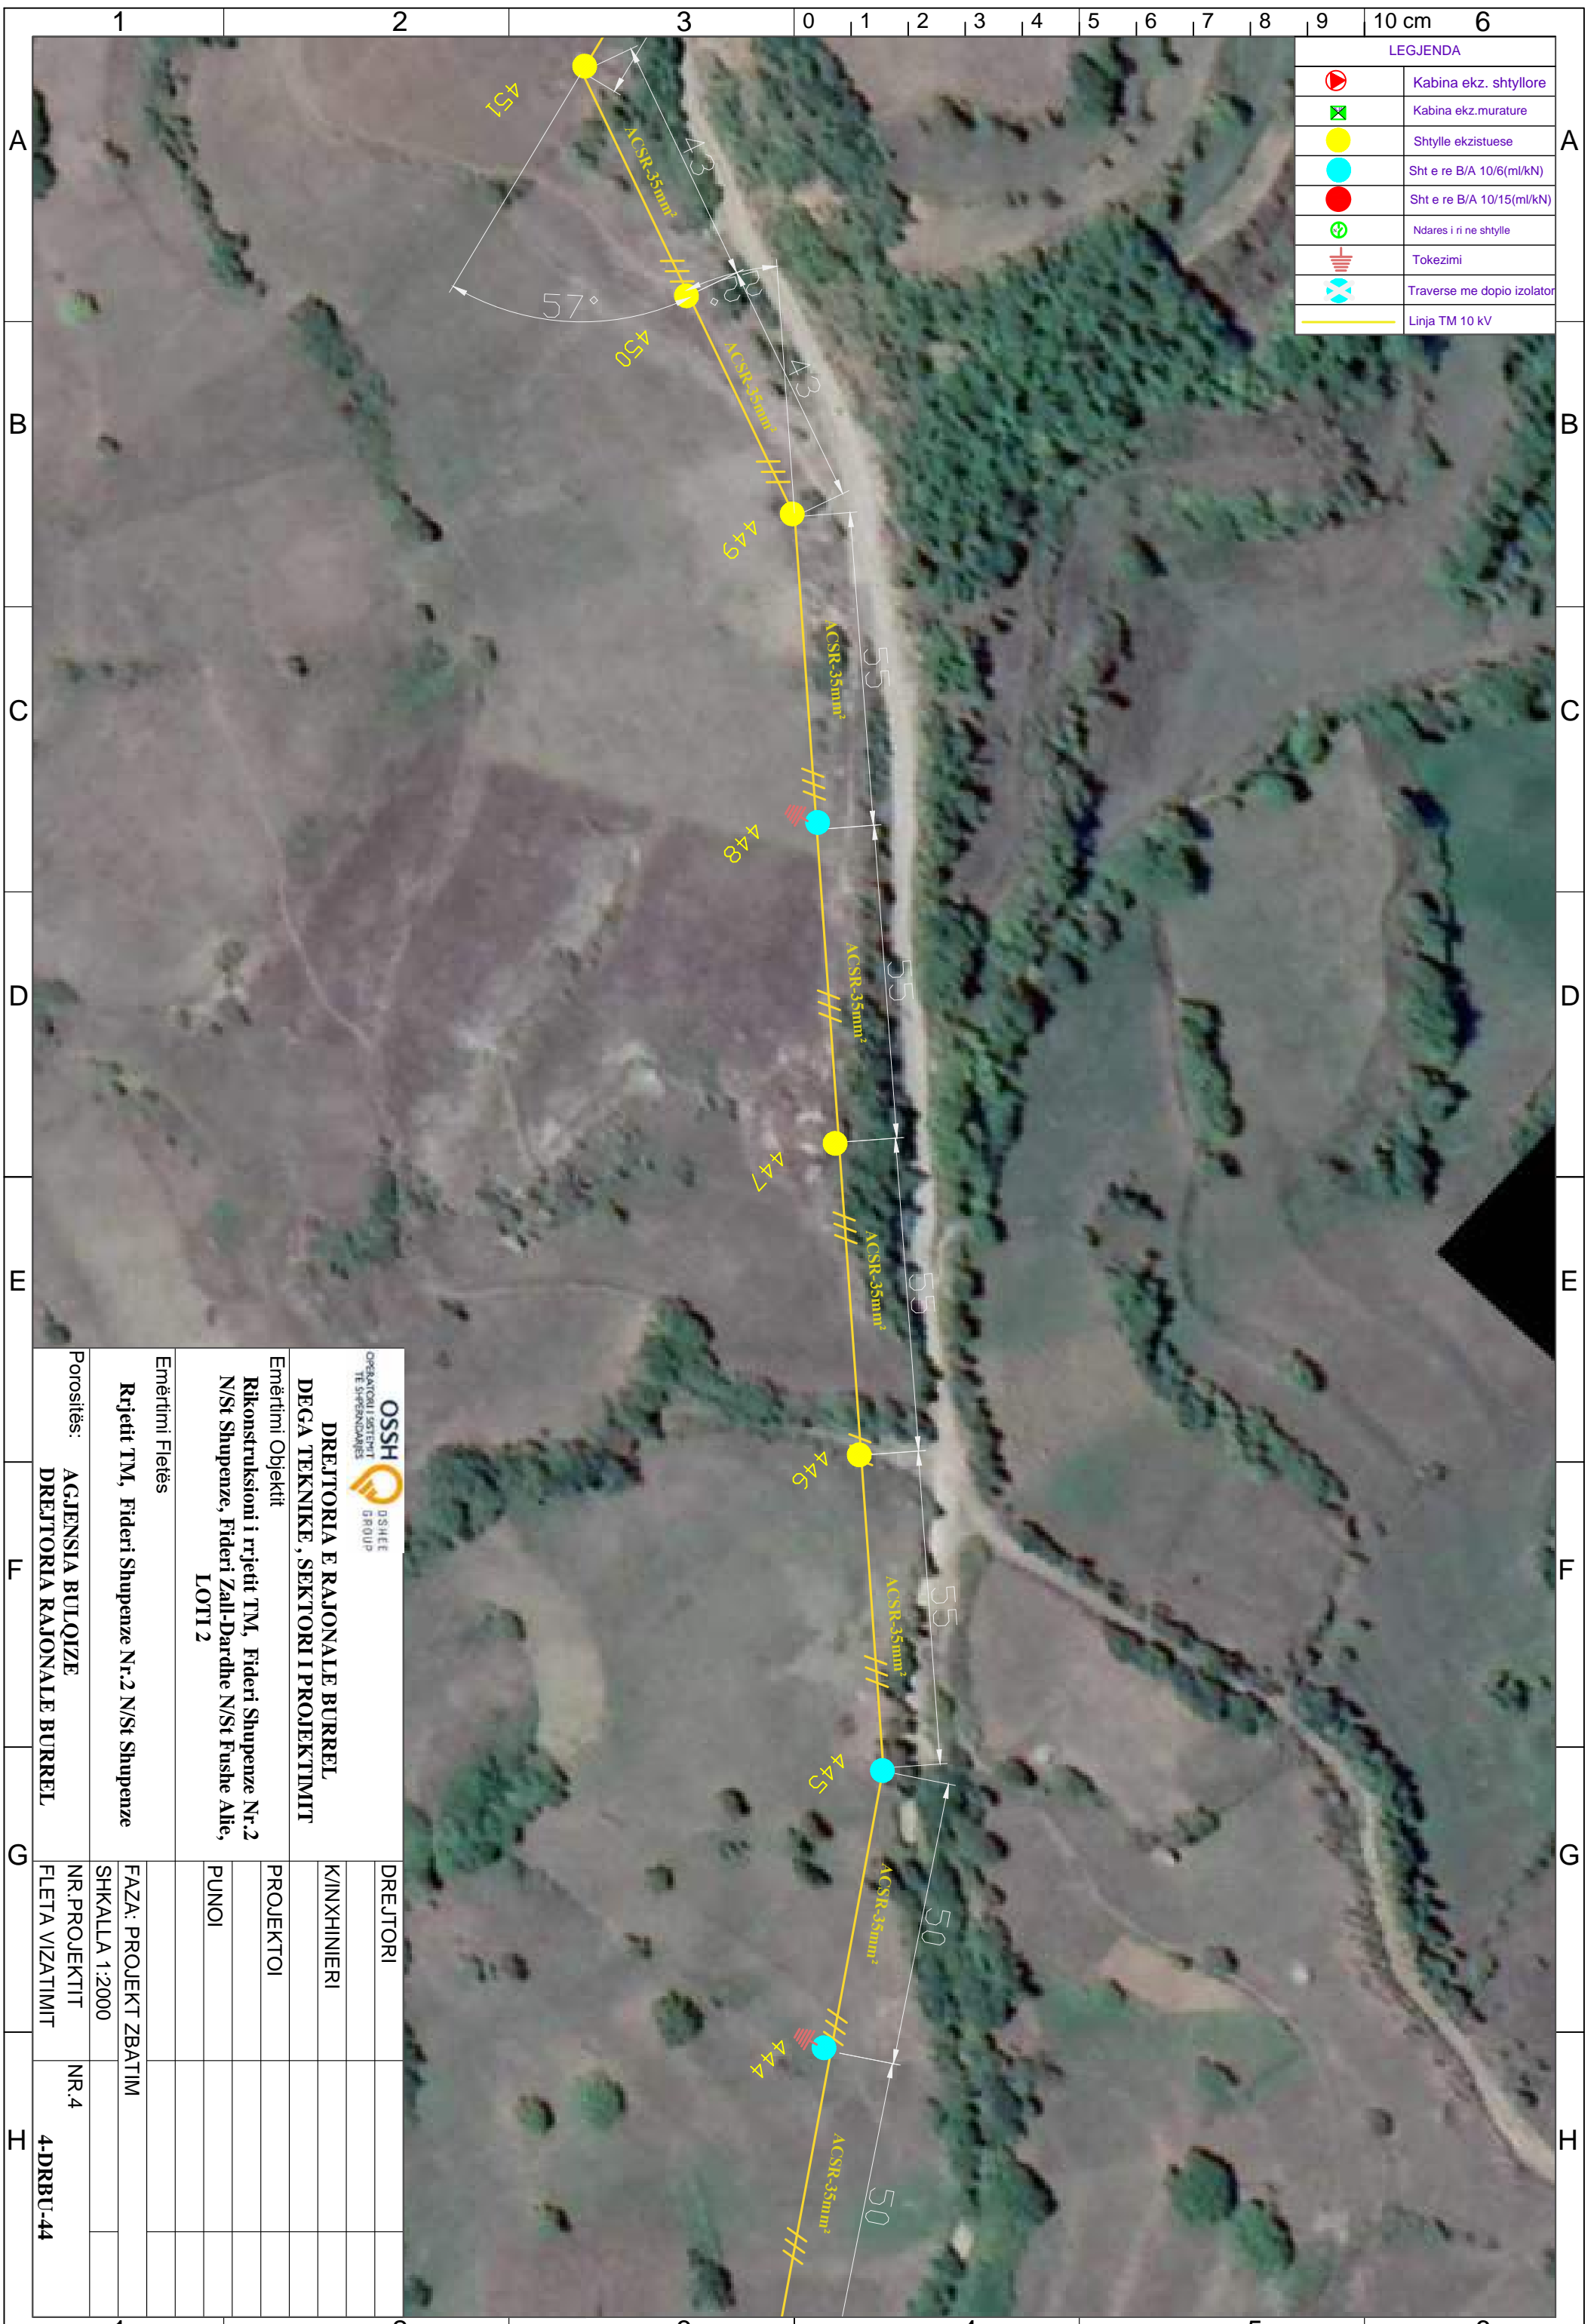 1 2 3 0 1 2 3 4 5 6 7 8 9 10 cm 6
A
B
C
D
E
F
G
H
A
B
C
D
E
F
G
H
LEGJENDA
Kabina ekz. shtyllore
Kabina ekz.murature
Shtylle ekzistuese
Sht e re B/A 10/6(ml/kN)
Sht e re B/A 10/15(ml/kN)
Ndares i ri ne shtylle
Tokezimi
Traverse me dopio izolator
Linja TM 10 kV
451
43
ACSR-35mm²
57°
450
43
ACSR-35mm²
449
55
ACSR-35mm²
448
55
ACSR-35mm²
447
55
ACSR-35mm²
446
55
ACSR-35mm²
445
50
ACSR-35mm²
444
50
ACSR-35mm²
OSSH
OPERATORI I SISTEMIT
TË SHPËRNDARJES
OSHEE
GROUP
DREJTORIA E RAJONALE BURREL
DEGA TEKNIKE , SEKTORI I PROJEKTIMIT
Emërtimi Objektit
Rikonstruksioni i rrjetit TM, Fideri Shupenze Nr.2
N/St Shupenze, Fideri Zall-Dardhe N/St Fushe Alie,
LOTI 2
Emërtimi Fletës
Rrjetit TM, Fideri Shupenze Nr.2 N/St Shupenze
Porositës: AGJENSIA BULQIZE
DREJTORIA RAJONALE BURREL
DREJTORI
K/INXHINIERI
PROJEKTOI
PUNOI
FAZA: PROJEKT ZBATIM
SHKALLA 1:2000
NR.PROJEKTIT NR.4
FLETA VIZATIMIT 4-DRBU-44